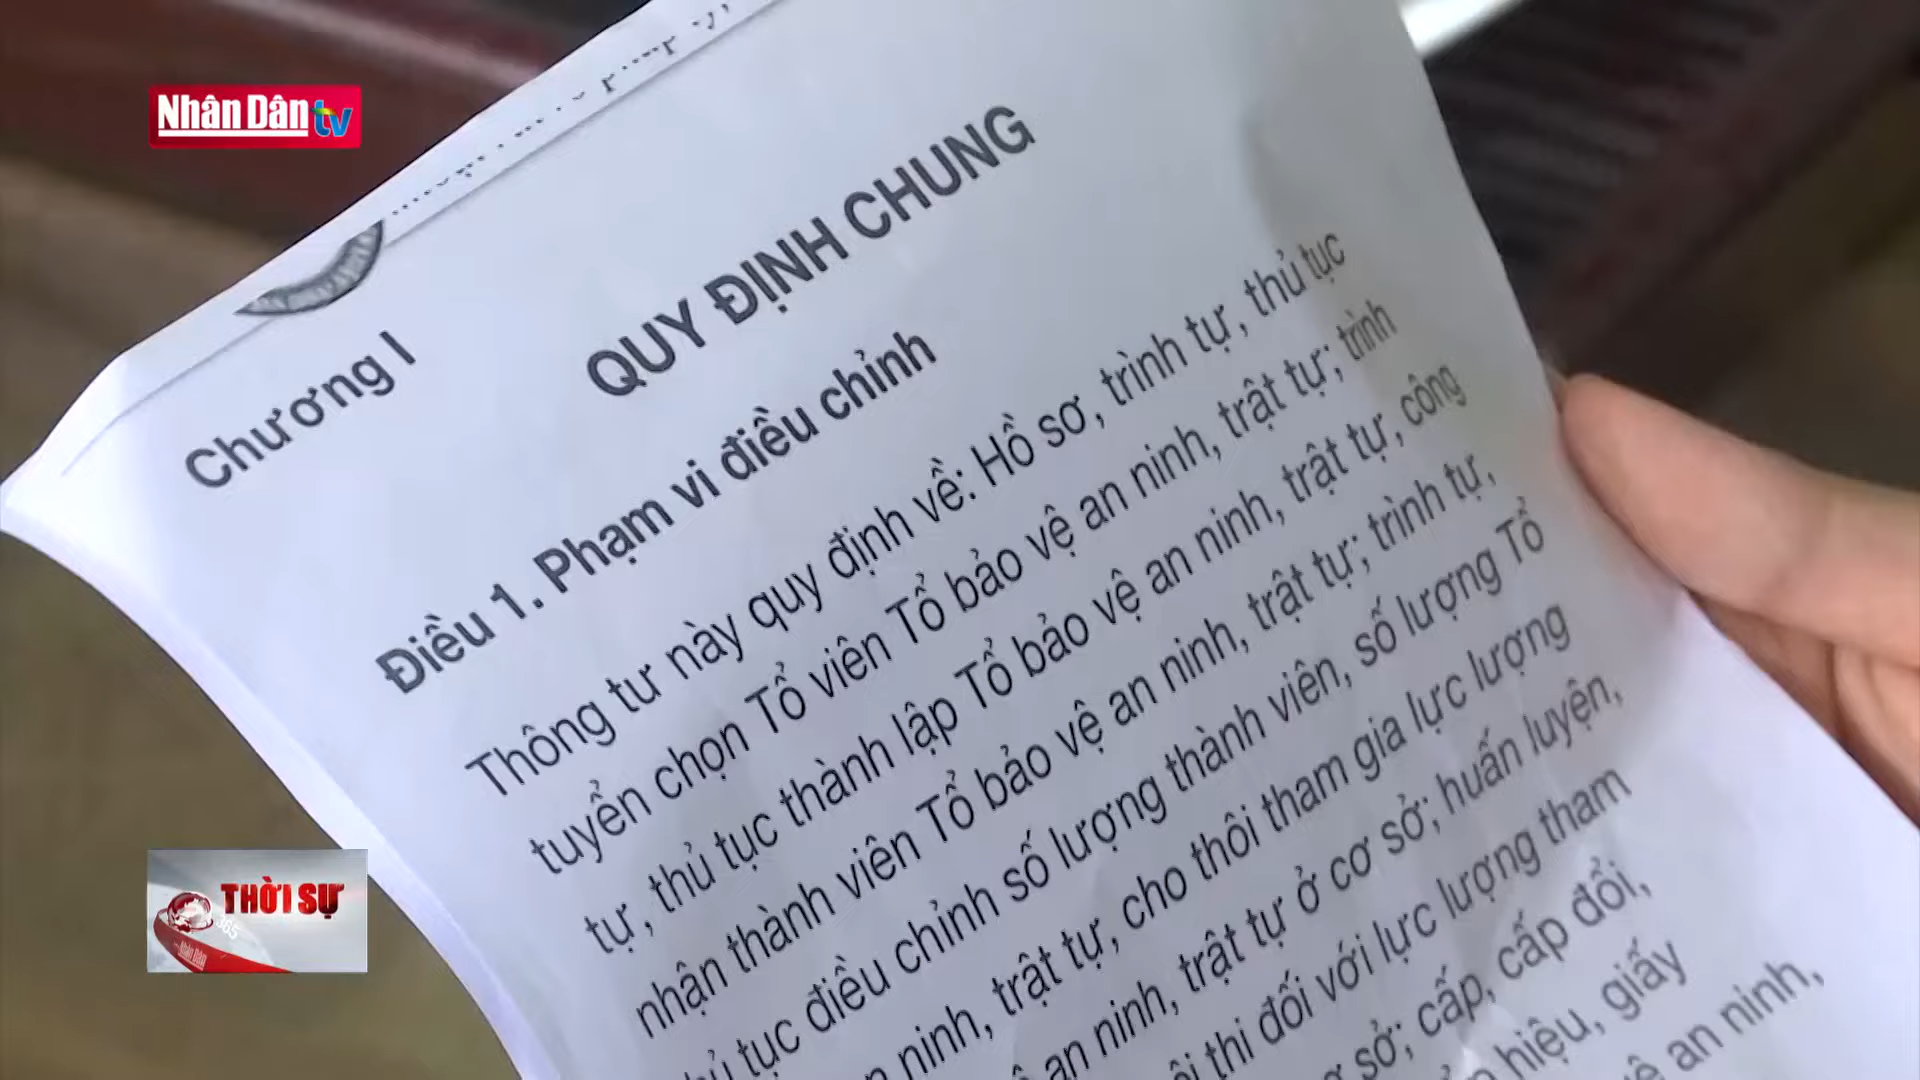 Nhân Dân tv
Chương I
QUY ĐỊNH CHUNG
Điều 1. Phạm vi điều chỉnh
Thông tư này quy định về: Hồ sơ, trình tự, thủ tục
tuyển chọn Tổ viên Tổ bảo vệ an ninh, trật tự; trình
tự, thủ tục thành lập Tổ bảo vệ an ninh, trật tự, công
nhận thành viên Tổ bảo vệ an ninh, trật tự; trình tự,
tục điều chỉnh số lượng thành viên, số lượng Tổ
ninh, trật tự, cho thôi tham gia lực lượng
an ninh, trật tự ở cơ sở; huấn luyện,
thi đối với lực lượng tham
sở; cấp, cấp đổi,
hiệu, giấy
an ninh,
THỜI SỰ
365
Nhân Dân